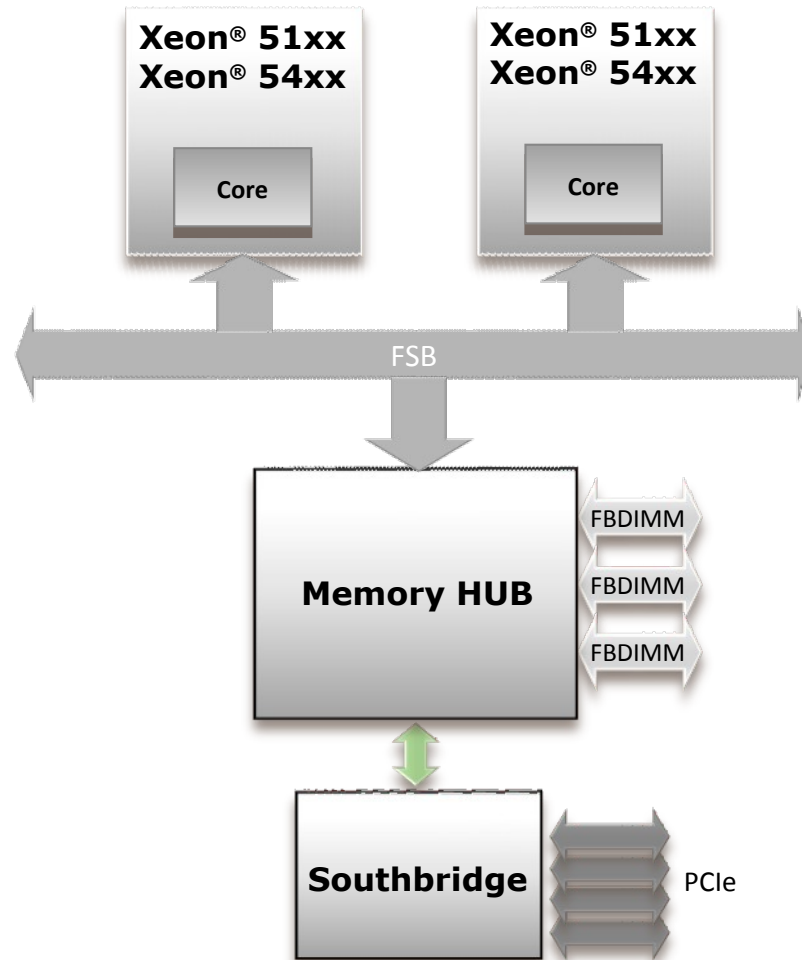 Xeon® 51xx
Xeon® 54xx
Core
Xeon® 51xx
Xeon® 54xx
Core
FSB
Memory HUB
FBDIMM
FBDIMM
FBDIMM
Southbridge
PCIe